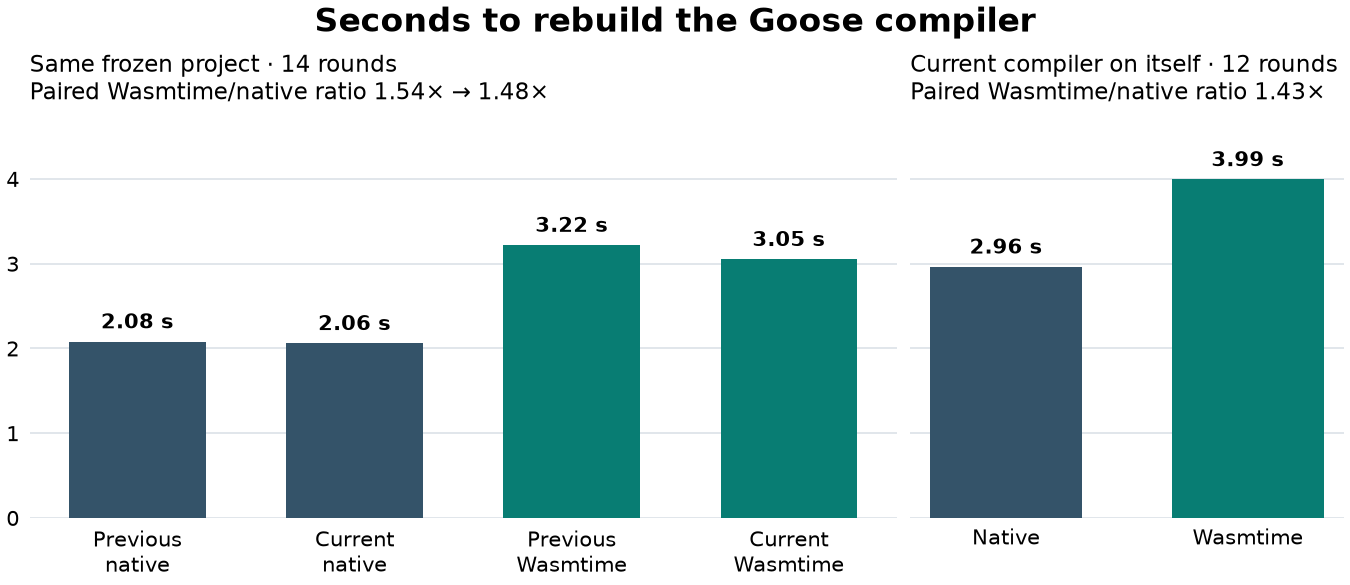 Seconds to rebuild the Goose compiler
Same frozen project · 14 rounds
Paired Wasmtime/native ratio 1.54× → 1.48×
4
3
2
1
0
2.08 s
2.06 s
3.22 s
3.05 s
Previous
native
Current
native
Previous
Wasmtime
Current
Wasmtime
Current compiler on itself · 12 rounds
Paired Wasmtime/native ratio 1.43×
2.96 s
3.99 s
Native
Wasmtime